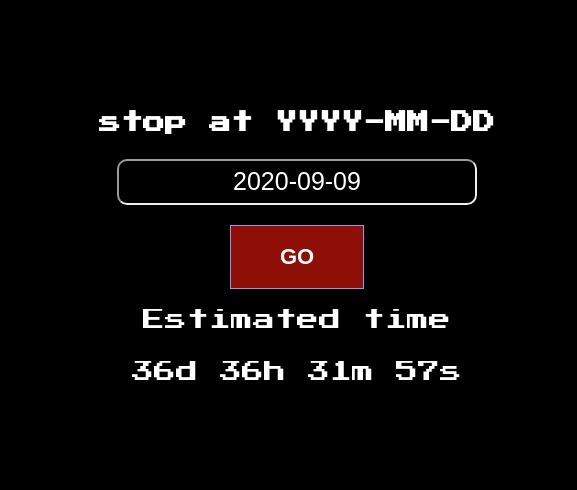 stop at YYYY-MM-DD
2020-09-09
GO
Estimated time
36d 36h 31m 57s